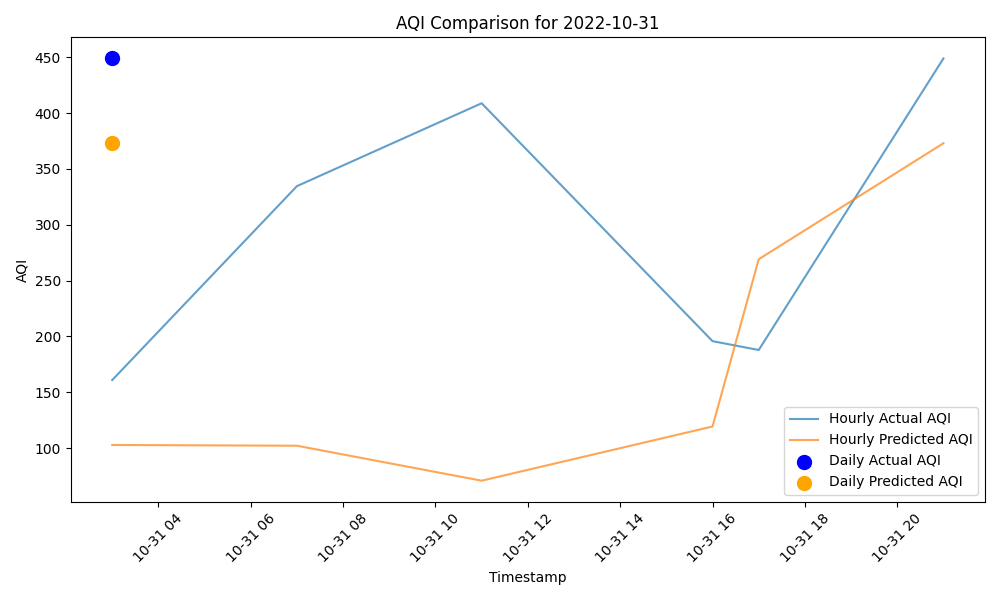 AQI Comparison for 2022-10-31
AQI
450
400
350
300
250
200
150
100
Hourly Actual AQI
Hourly Predicted AQI
Daily Actual AQI
Daily Predicted AQI
10-31 04
10-31 06
10-31 08
10-31 10
10-31 12
10-31 14
10-31 16
10-31 18
10-31 20
Timestamp